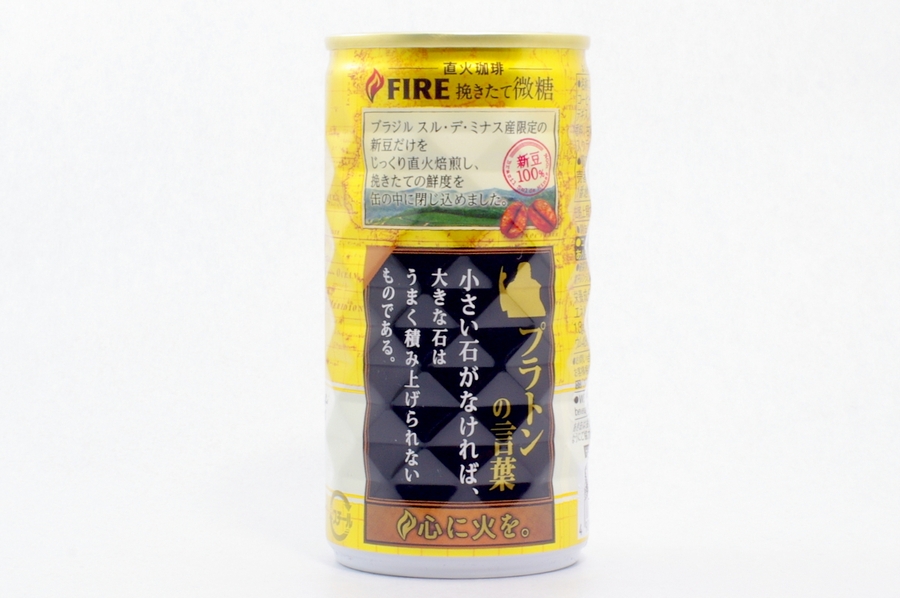 直火珈琲
FIRE 挽きたて微糖
ブラジル スル・デ・ミナス産限定の
新豆だけを
じっくり直火焙煎し、
挽きたての鮮度を
缶の中に閉じ込めました。
新豆
100%
プラトン
の言葉
小さい石がなければ、
大きな石は
うまく積み上げられない
ものである。
心に火を。
スチール